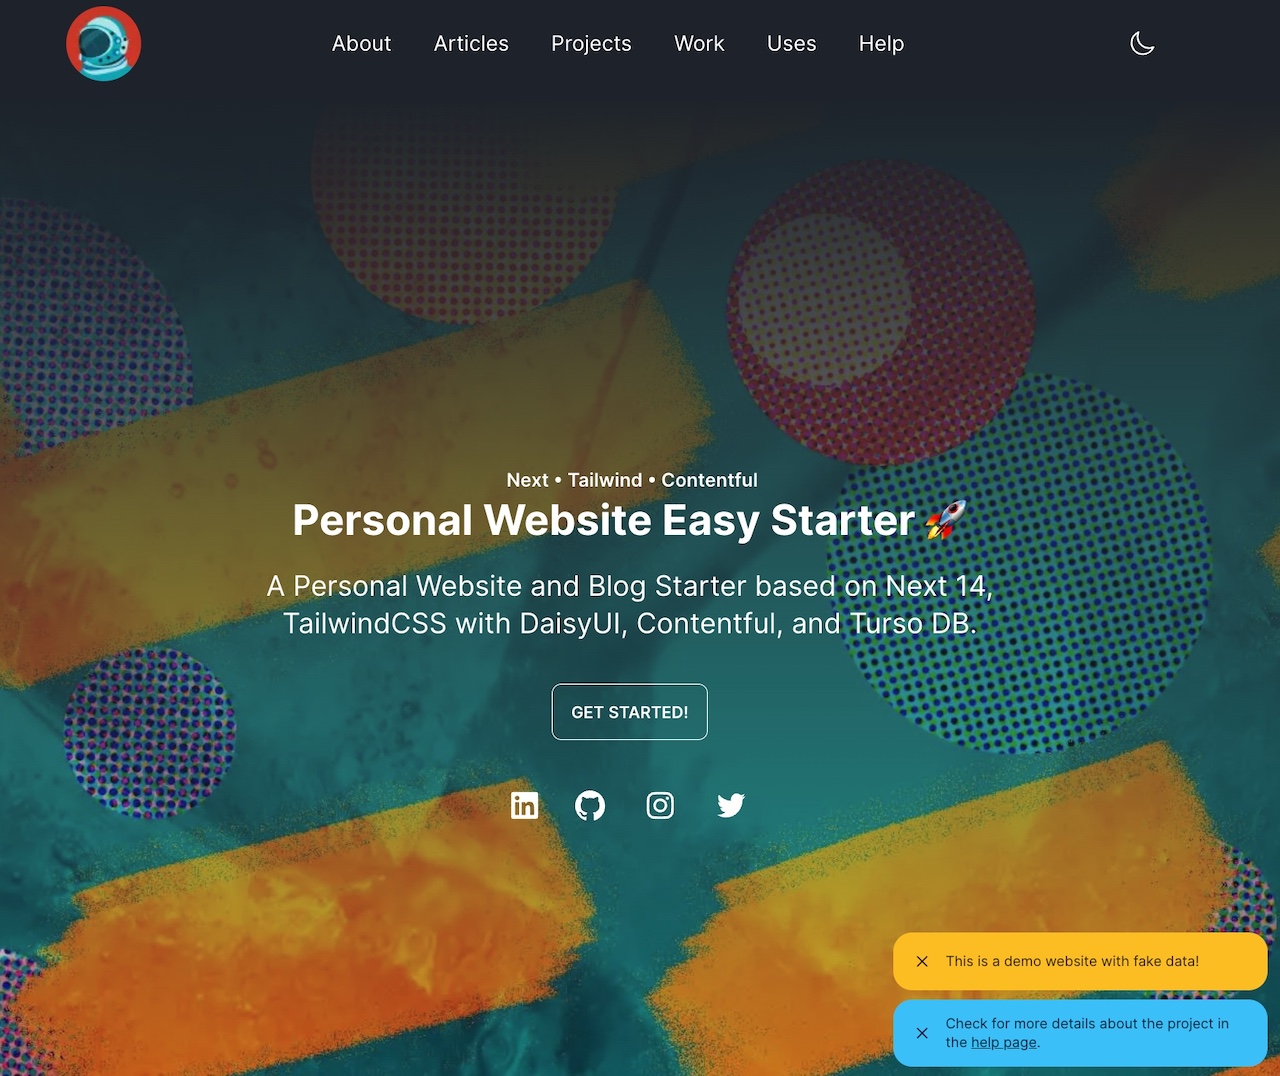 About Articles Projects Work Uses Help
Next • Tailwind • Contentful
Personal Website Easy Starter 🚀
A Personal Website and Blog Starter based on Next 14,
TailwindCSS with DaisyUI, Contentful, and Turso DB.
GET STARTED!
This is a demo website with fake data!
Check for more details about the project in
the help page.